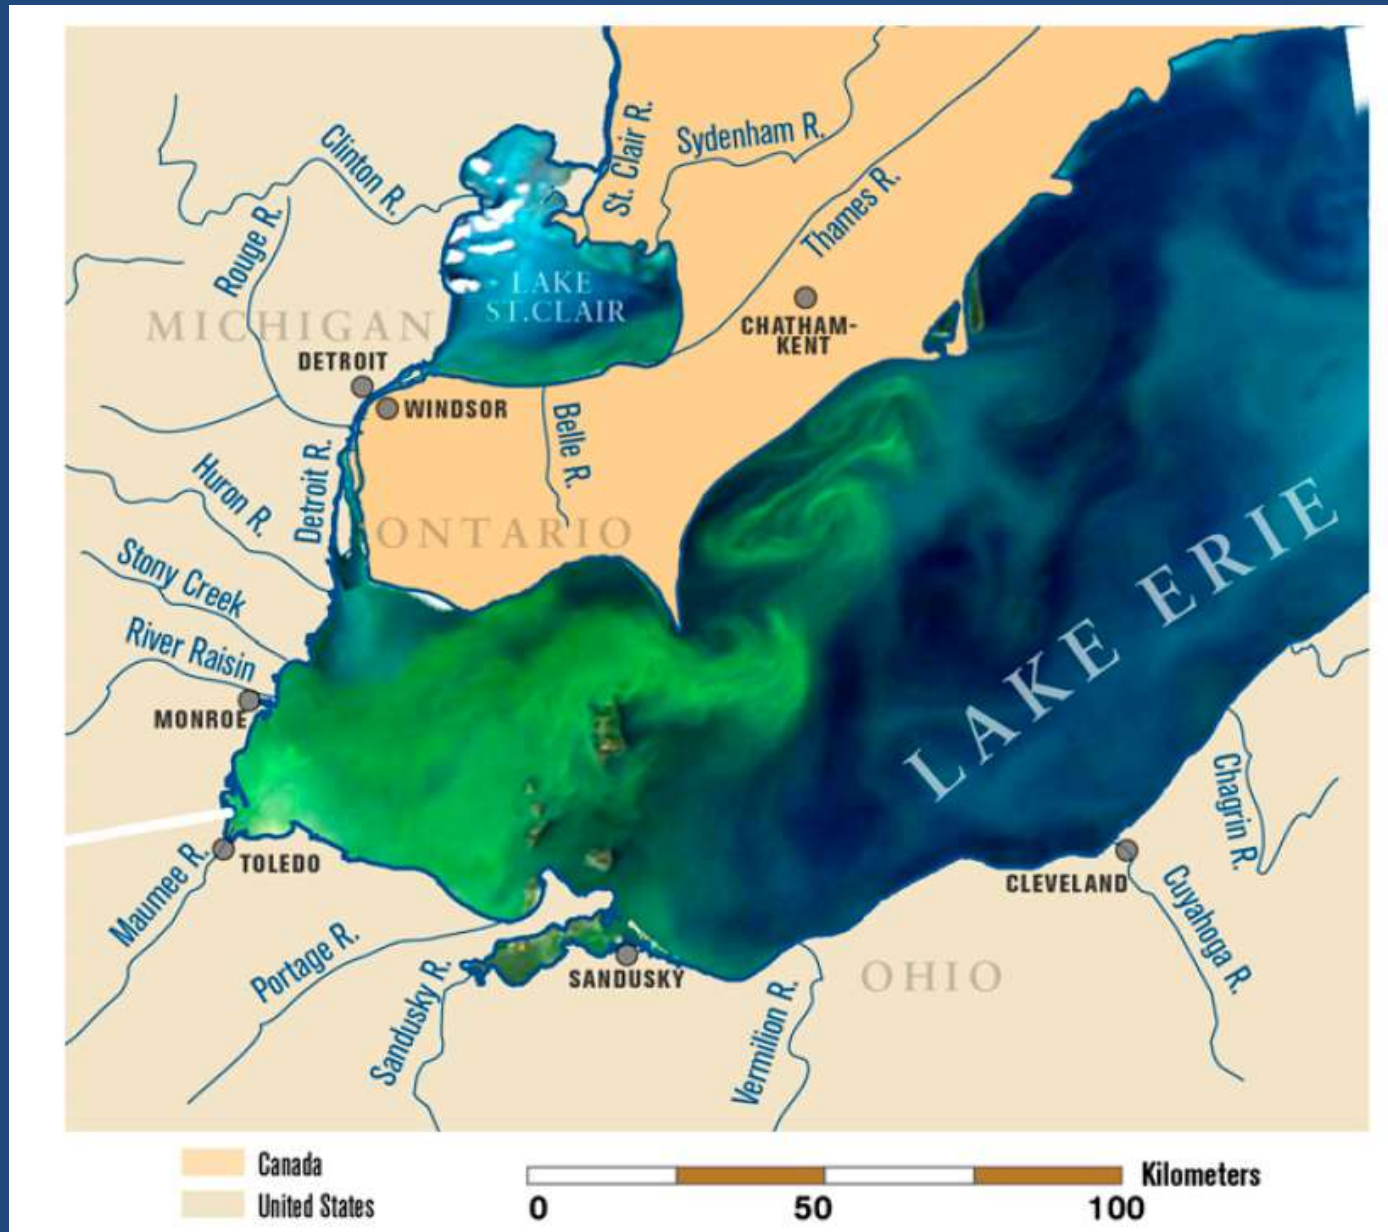 St. Clair R.
Sydenham R.
Clinton R.
Thames R.
Rouge R.
LAKE
ST.CLAIR
MICHIGAN
CHATHAM-
KENT
DETROIT
WINDSOR
Belle R.
Detroit R.
Huron R.
ONTARIO
LAKE ERIE
Stony Creek
River Raisin
MONROE
Chagrin R.
TOLEDO
Maumee R.
CLEVELAND
Cuyahoga R.
Portage R.
Sandusky R.
SANDUSKY
OHIO
Vermilion R.
Canada
United States
Kilometers
0 50 100